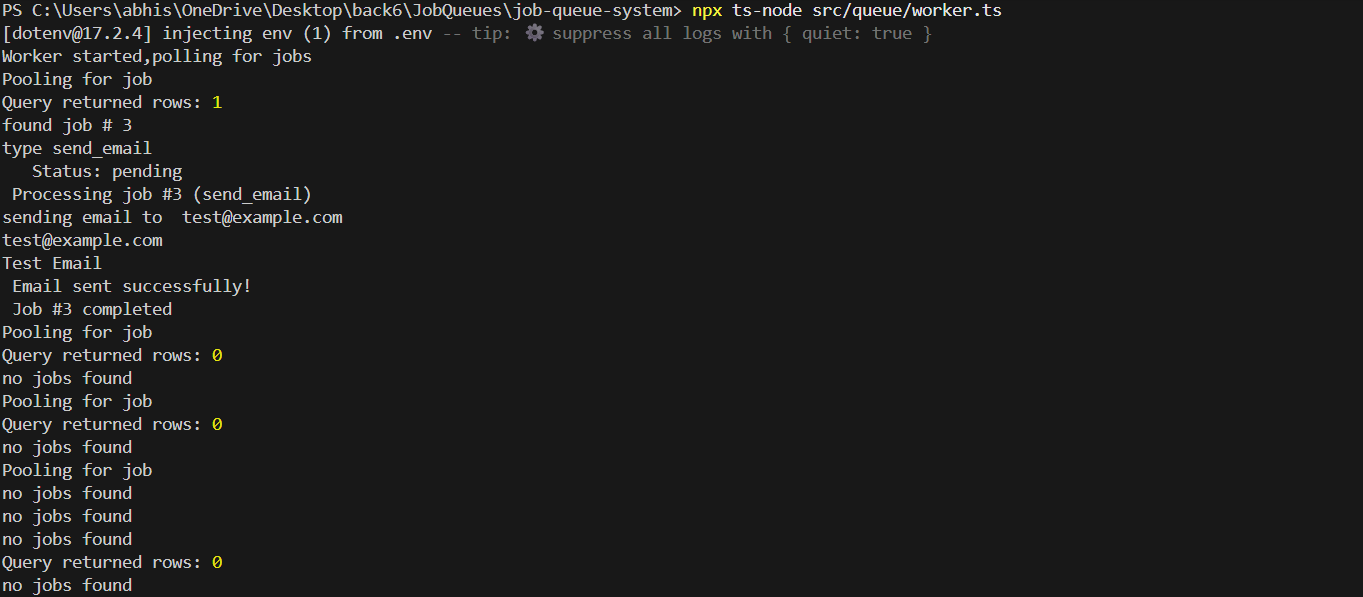 PS C:\Users\abhis\OneDrive\Desktop\back6\JobQueues\job-queue-system> npx ts-node src/queue/worker.ts
[dotenv@17.2.4] injecting env (1) from .env -- tip: ⚙️ suppress all logs with { quiet: true }
Worker started,polling for jobs
Pooling for job
Query returned rows: 1
found job # 3
type send_email
   Status: pending
 Processing job #3 (send_email)
sending email to  test@example.com
test@example.com
Test Email
 Email sent successfully!
 Job #3 completed
Pooling for job
Query returned rows: 0
no jobs found
Pooling for job
Query returned rows: 0
no jobs found
Pooling for job
no jobs found
no jobs found
no jobs found
Query returned rows: 0
no jobs found